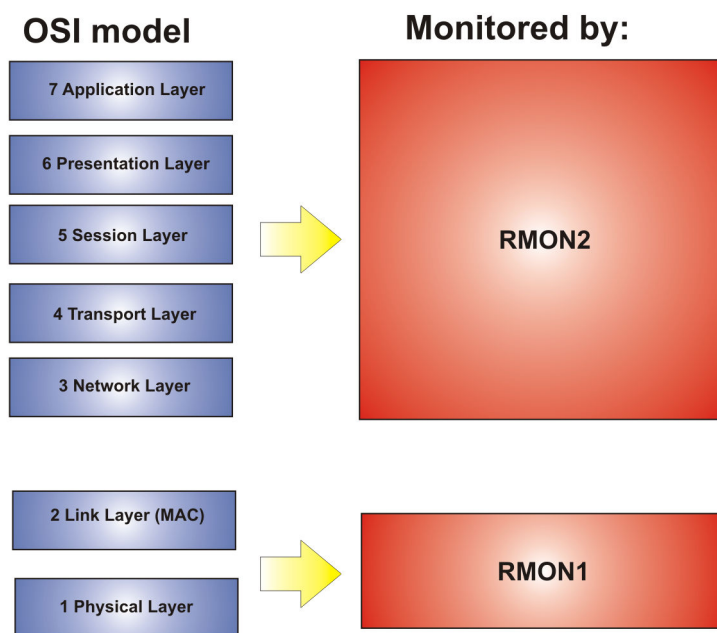 OSI model
Monitored by:
7 Application Layer
6 Presentation Layer
5 Session Layer
4 Transport Layer
3 Network Layer
RMON2
2 Link Layer (MAC)
1 Physical Layer
RMON1